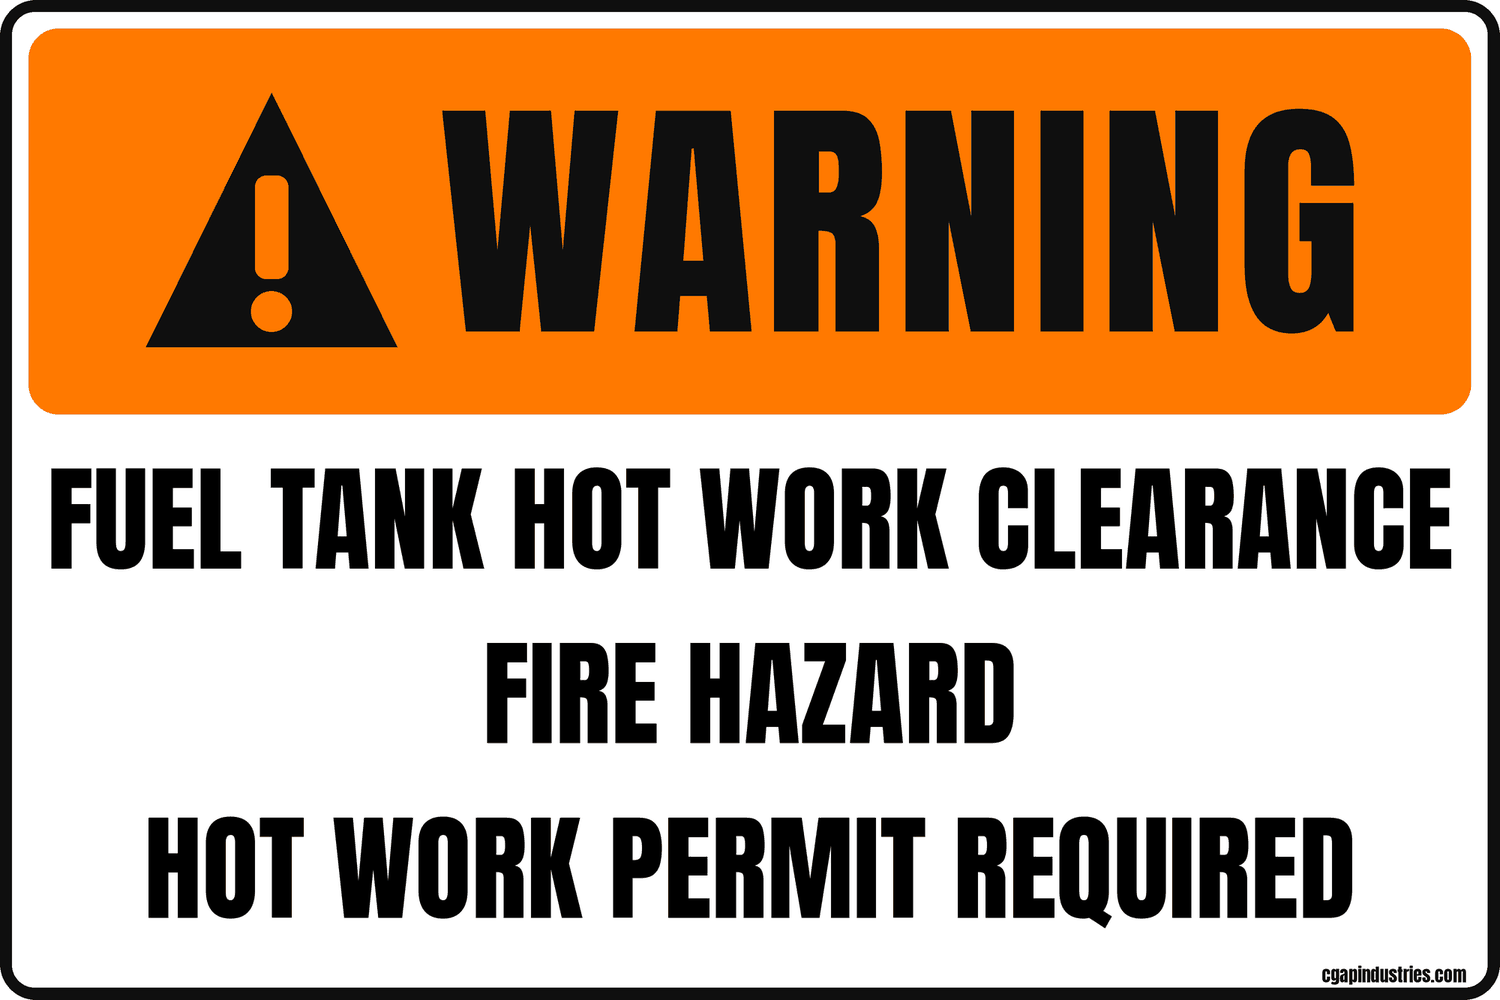 WARNING
FUEL TANK HOT WORK CLEARANCE
FIRE HAZARD
HOT WORK PERMIT REQUIRED
cgapindustries.com